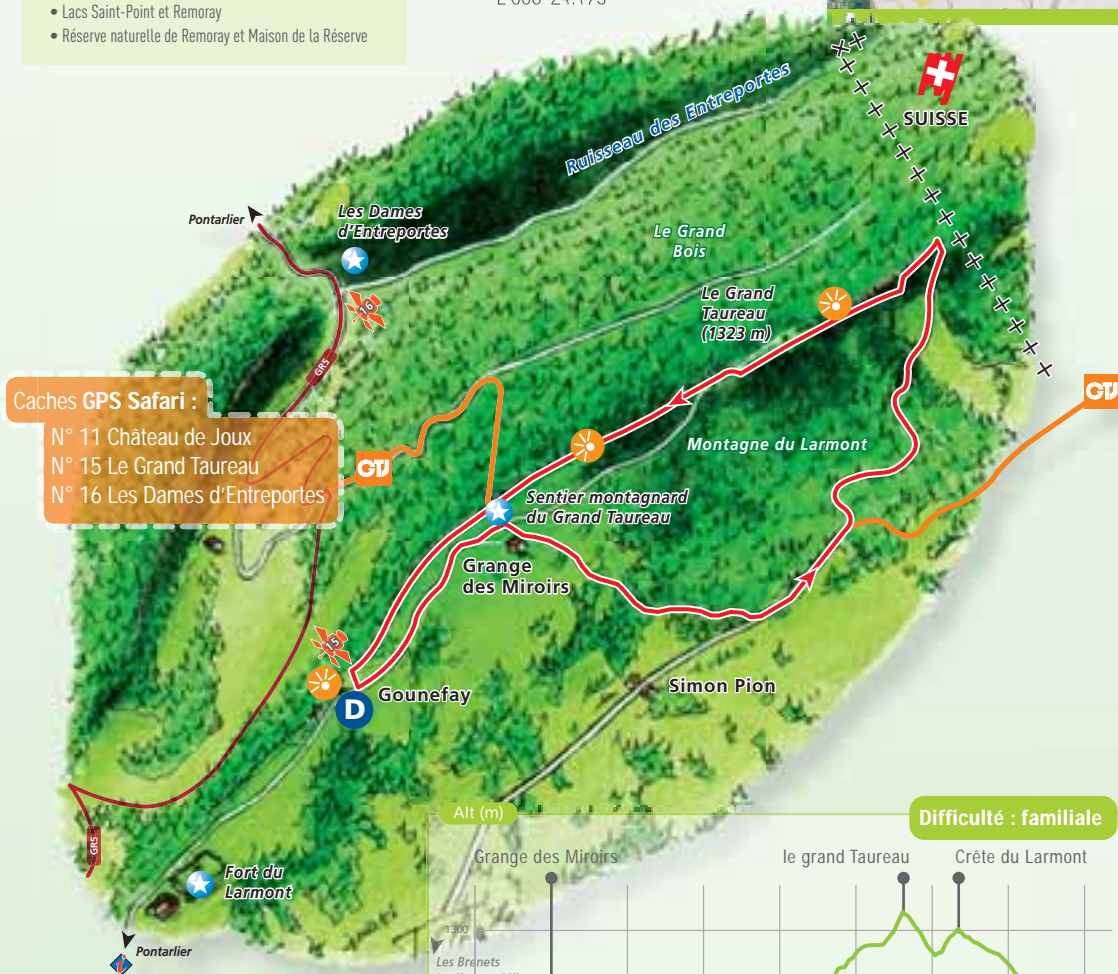 • Lacs Saint-Point et Remoray
• Réserve naturelle de Remoray et Maison de la Réserve
SUISSE
Ruisseau des Entreportes
Pontarlier
Les Dames
d'Entreportes
16
Le Grand
Bois
Le Grand
Taureau
(1323 m)
GR5
Caches GPS Safari :
N° 11 Château de Joux
N° 15 Le Grand Taureau
N° 16 Les Dames d'Entreportes
GTJ
GTJ
Montagne du Larmont
Sentier montagnard
du Grand Taureau
Grange
des Miroirs
15
Simon Pion
Gounefay
D
GR5
Fort du
Larmont
Pontarlier
Alt (m)
Difficulté : familiale
Grange des Miroirs
le grand Taureau
Crête du Larmont
1300
Les Brenets